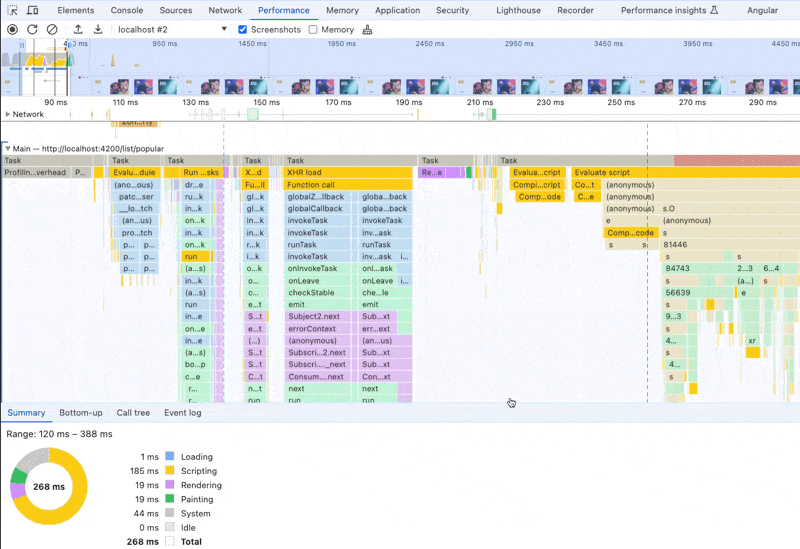 Elements Console Sources Network Performance Memory Application Security Lighthouse Recorder Performance insights Angular
localhost #2 Screenshots Memory
950 ms 1450 ms 1950 ms 2450 ms 2950 ms 3450 ms 3950 ms 4450 ms
90 ms 110 ms 130 ms 150 ms 170 ms 190 ms 210 ms 230 ms 250 ms 270 ms 290 ms
Network
Main — http://localhost:4200/list/popular
Task Task Task Task Task Task Task
Profilin...verhead P... Evalu...dule Run ...sks X...d XHR load Re...e Evalua...cript Evaluate script
(ano...ous) dr...e Fu...ll Function call Compi...cript Co...t (anonymous)
patc...ser ru...k gl...k globalZ...llback globa...back Comp...ode C...e (anonymous)
__lo...tch on...k gl...k globalCallback globa...back (anonymous) s.O
(an...us) in...k in...k invokeTask invokeTask e (anonymous)
pro...tch on...k r...k invokeTask inv...ask Comp...code s
p... p... on...k r...k runTask runTask s s 81446
p... p... run in...k invokeTask invo...ask i... s s
p... p... (a...s) o...k onInvokeTask onI...ask 84743 2...3 6...4
in...k o... onLeave onLeave i... s (a...) s
(a...s) c... checkStable che...le 56639 e
run e...t emit emit s
in...e S...t Subject2.next Sub...xt 9...3
on...e e...t errorContext err...ext s
in...e (...) (anonymous) (an...us) 4... xr
(a...s) S...t Subscri...2.next Sub...xt s
bo...p S...t Subscri..._next Sub...xt 4...
c...e C...t Consum...next Con...xt s
r... n...t next next
r... run run run
Summary Bottom-up Call tree Event log
Range: 120 ms – 388 ms
268 ms
1 ms Loading
185 ms Scripting
19 ms Rendering
19 ms Painting
44 ms System
0 ms Idle
268 ms Total